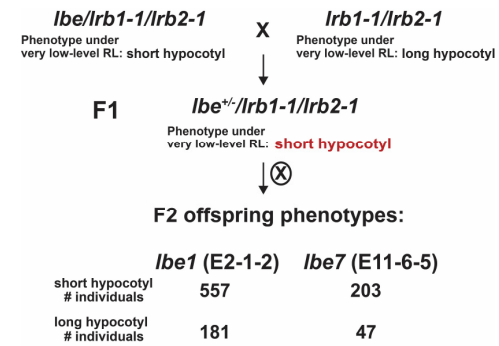 lbe/lrb1-1/lrb2-1 X lrb1-1/lrb2-1
Phenotype under Phenotype under
very low-level RL: short hypocotyl very low-level RL: long hypocotyl
F1 lbe+/-/lrb1-1/lrb2-1
Phenotype under
very low-level RL: short hypocotyl
X
F2 offspring phenotypes:
lbe1 (E2-1-2) lbe7 (E11-6-5)
short hypocotyl
# individuals 557 203
long hypocotyl
# individuals 181 47